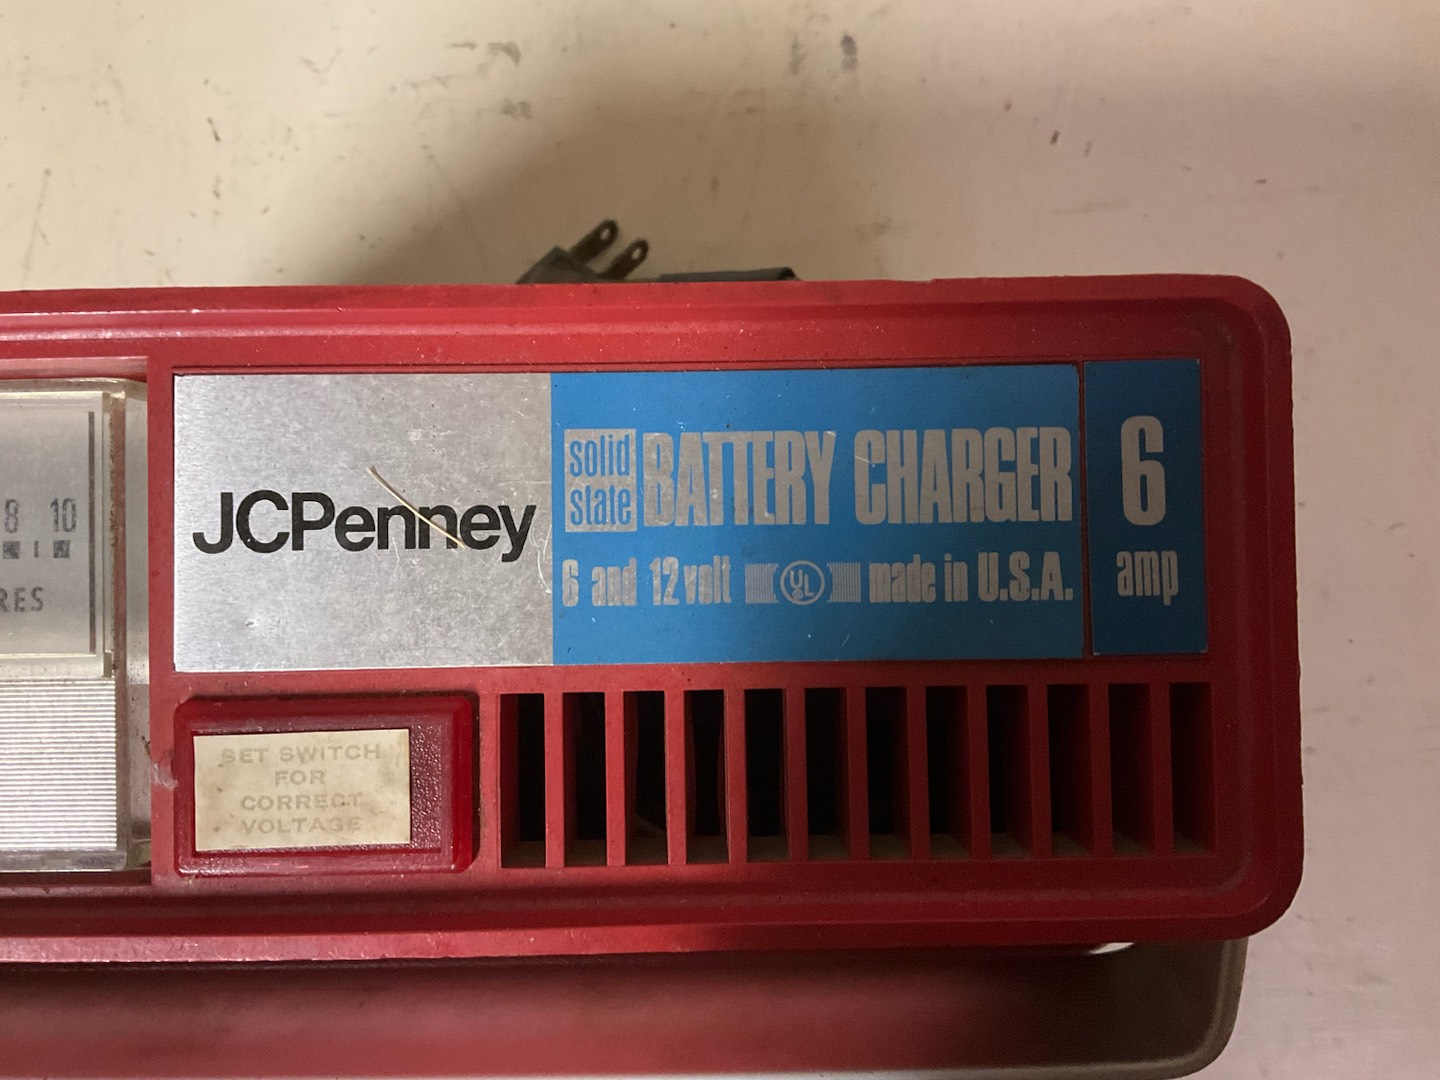 8 10
RES
JCPenney
solid state BATTERY CHARGER
6 and 12 volt UL made in U.S.A.
6
amp
SET SWITCH
FOR
CORRECT
VOLTAGE